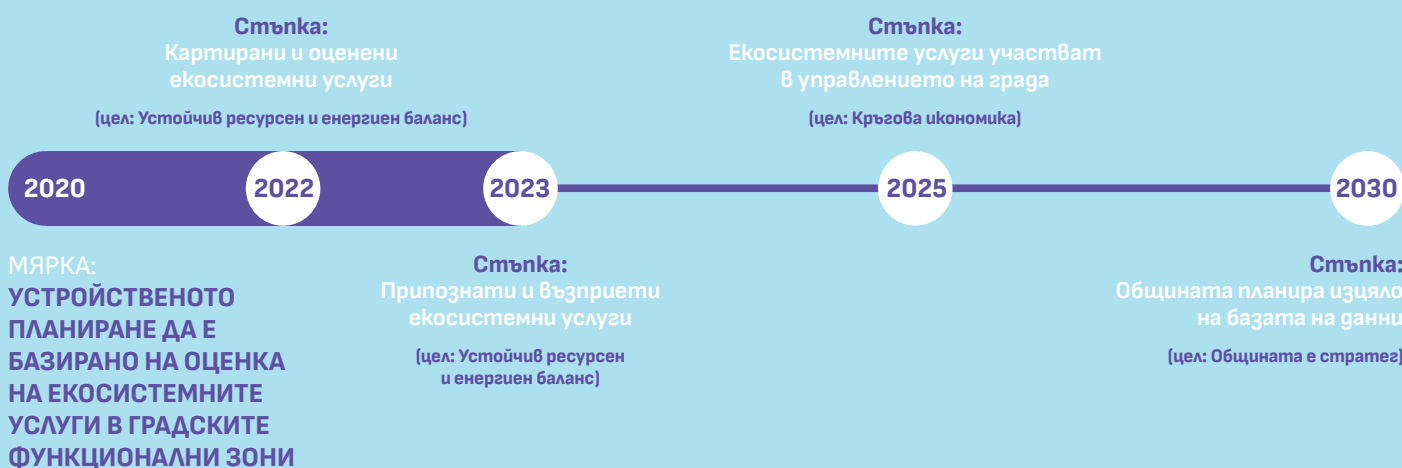 Стъпка:
Картирани и оценени
екосистемни услуги
(цел: Устойчив ресурсен и енергиен баланс)
Стъпка:
Екосистемните услуги участват
в управлението на града
(цел: Кръгова икономика)
2020
2022
2023
2025
2030
МЯРКА:
УСТРОЙСТВЕНОТО
ПЛАНИРАНЕ ДА Е
БАЗИРАНО НА ОЦЕНКА
НА ЕКОСИСТЕМНИТЕ
УСЛУГИ В ГРАДСКИТЕ
ФУНКЦИОНАЛНИ ЗОНИ
Стъпка:
Припознати и възприети
екосистемни услуги
(цел: Устойчив ресурсен
и енергиен баланс)
Стъпка:
Общината планира изцяло
на базата на данни
(цел: Общината е стратег)